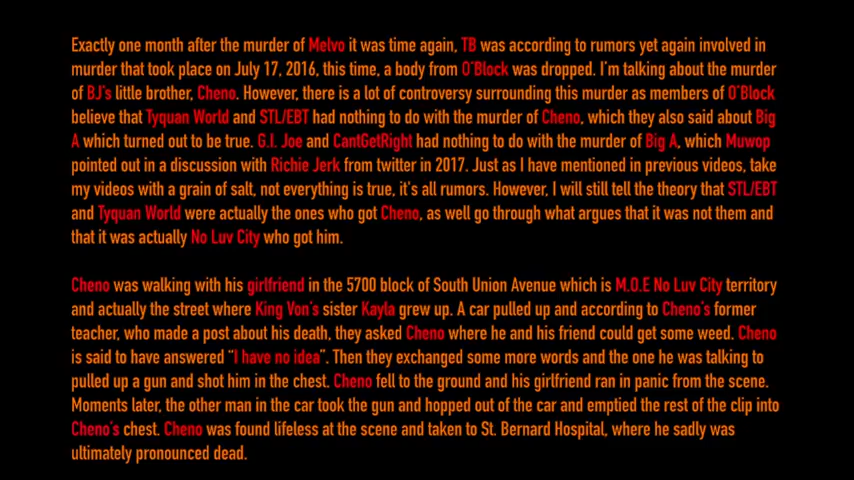 Exactly one month after the murder of Melvo it was time again, TB was according to rumors yet again involved in
murder that took place on July 17, 2016, this time, a body from O'Block was dropped. I'm talking about the murder
of BJ's little brother, Cheno. However, there is a lot of controversy surrounding this murder as members of O'Block
believe that Tyquan World and STL/EBT had nothing to do with the murder of Cheno, which they also said about Big
A which turned out to be true. G.I. Joe and CantGetRight had nothing to do with the murder of Big A, which Muwop
pointed out in a discussion with Richie Jerk from twitter in 2017. Just as I have mentioned in previous videos, take
my videos with a grain of salt, not everything is true, it's all rumors. However, I will still tell the theory that STL/EBT
and Tyquan World were actually the ones who got Cheno, as well go through what argues that it was not them and
that it was actually No Luv City who got him.
Cheno was walking with his girlfriend in the 5700 block of South Union Avenue which is M.O.E No Luv City territory
and actually the street where King Von's sister Kayla grew up. A car pulled up and according to Cheno's former
teacher, who made a post about his death, they asked Cheno where he and his friend could get some weed. Cheno
is said to have answered “I have no idea”. Then they exchanged some more words and the one he was talking to
pulled up a gun and shot him in the chest. Cheno fell to the ground and his girlfriend ran in panic from the scene.
Moments later, the other man in the car took the gun and hopped out of the car and emptied the rest of the clip into
Cheno's chest. Cheno was found lifeless at the scene and taken to St. Bernard Hospital, where he sadly was
ultimately pronounced dead.